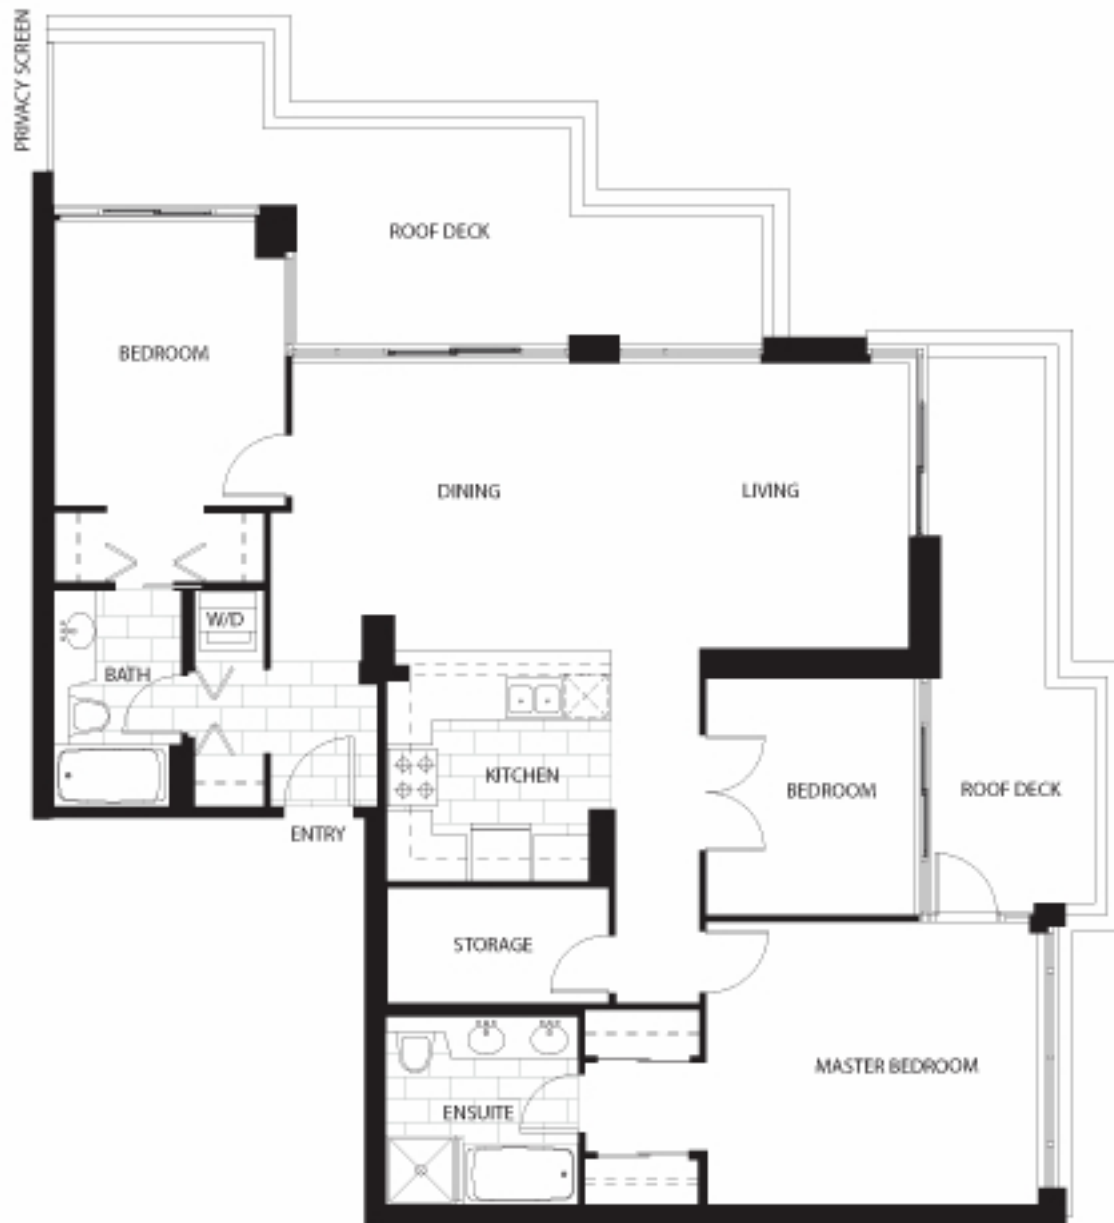 PRIVACY SCREEN
ROOF DECK
BEDROOM
DINING
LIVING
W/D
BATH
KITCHEN
BEDROOM
ROOF DECK
ENTRY
STORAGE
MASTER BEDROOM
ENSUITE